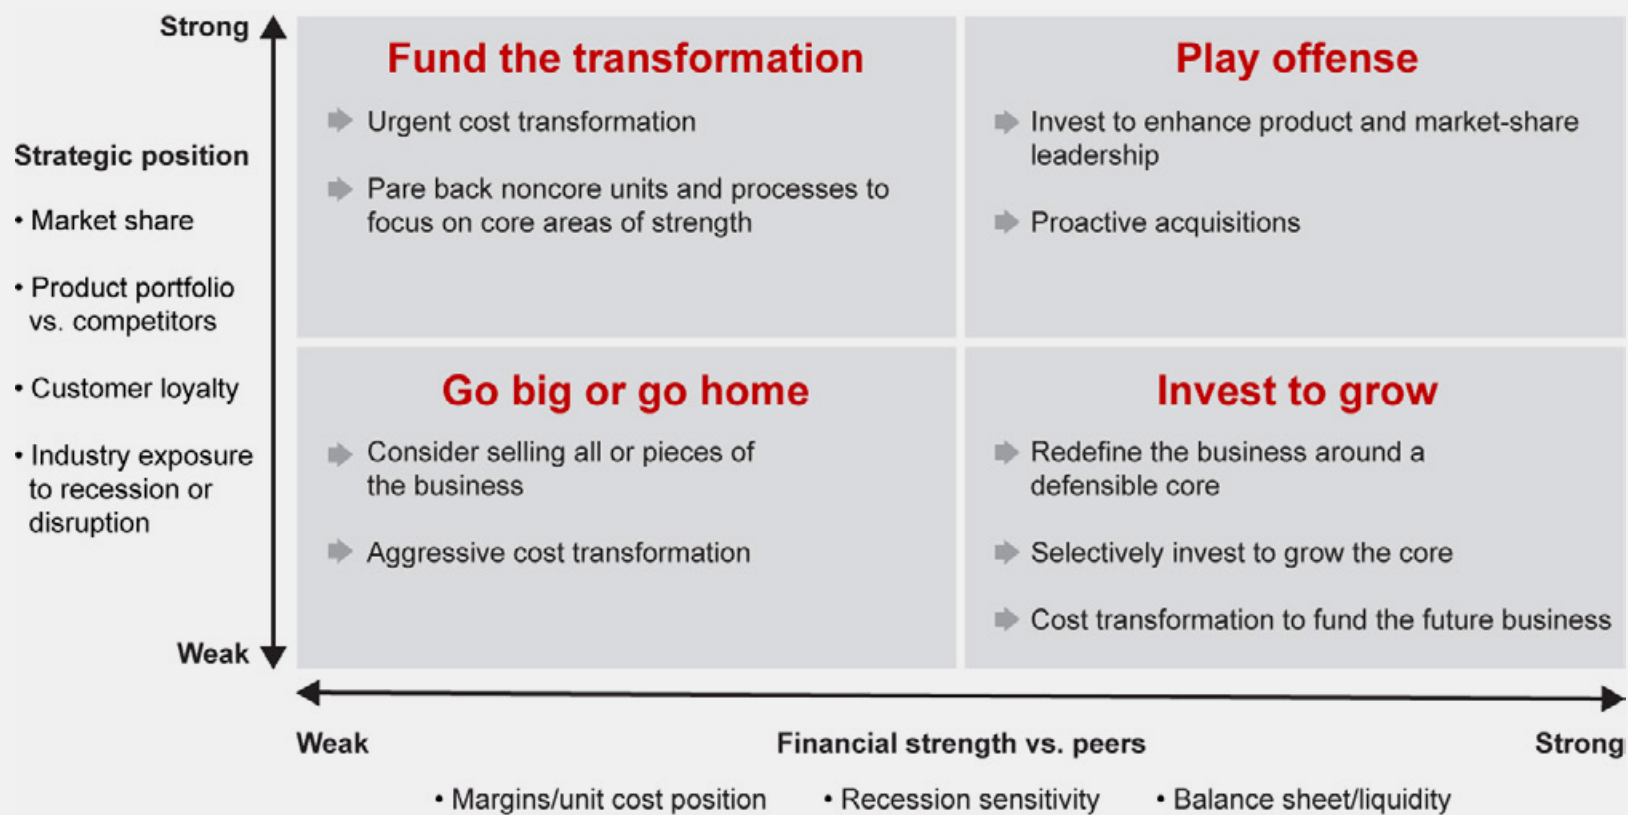 Strong
Strategic position
• Market share
• Product portfolio
vs. competitors
• Customer loyalty
• Industry exposure
to recession or
disruption
Weak
Fund the transformation
Urgent cost transformation
Pare back noncore units and processes to
focus on core areas of strength
Play offense
Invest to enhance product and market-share
leadership
Proactive acquisitions
Go big or go home
Consider selling all or pieces of
the business
Aggressive cost transformation
Invest to grow
Redefine the business around a
defensible core
Selectively invest to grow the core
Cost transformation to fund the future business
Weak
Financial strength vs. peers
Strong
• Margins/unit cost position
• Recession sensitivity
• Balance sheet/liquidity